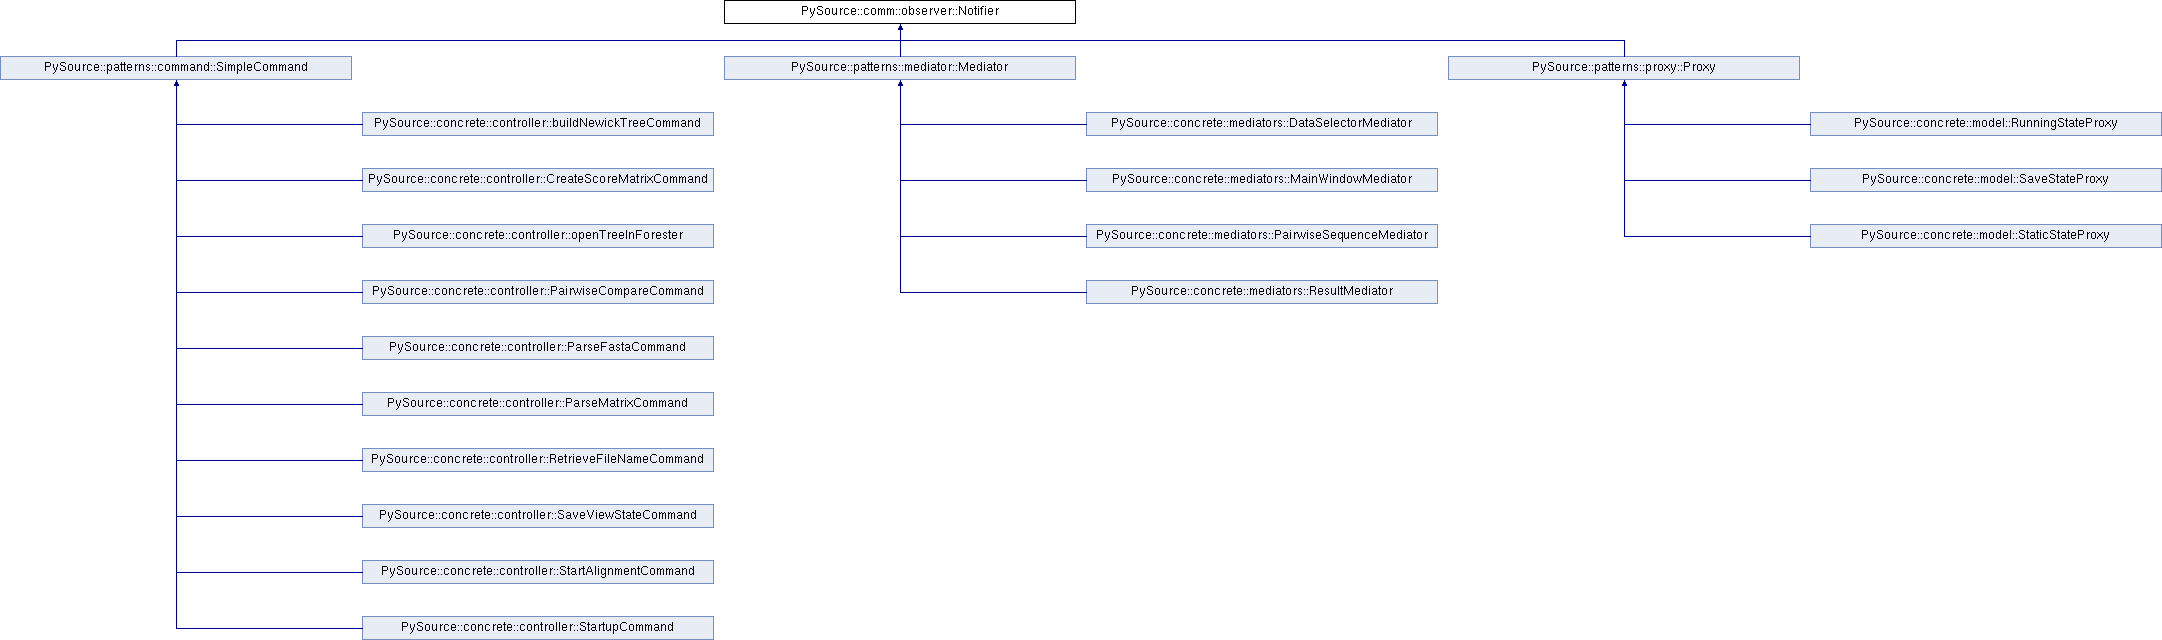 PySource::comm::observer::Notifier
PySource::patterns::command::SimpleCommand
PySource::patterns::mediator::Mediator
PySource::patterns::proxy::Proxy
PySource::concrete::controller::buildNewickTreeCommand
PySource::concrete::mediators::DataSelectorMediator
PySource::concrete::model::RunningStateProxy
PySource::concrete::controller::CreateScoreMatrixCommand
PySource::concrete::mediators::MainWindowMediator
PySource::concrete::model::SaveStateProxy
PySource::concrete::controller::openTreeInForester
PySource::concrete::mediators::PairwiseSequenceMediator
PySource::concrete::model::StaticStateProxy
PySource::concrete::controller::PairwiseCompareCommand
PySource::concrete::mediators::ResultMediator
PySource::concrete::controller::ParseFastaCommand
PySource::concrete::controller::ParseMatrixCommand
PySource::concrete::controller::RetrieveFileNameCommand
PySource::concrete::controller::SaveViewStateCommand
PySource::concrete::controller::StartAlignmentCommand
PySource::concrete::controller::StartupCommand